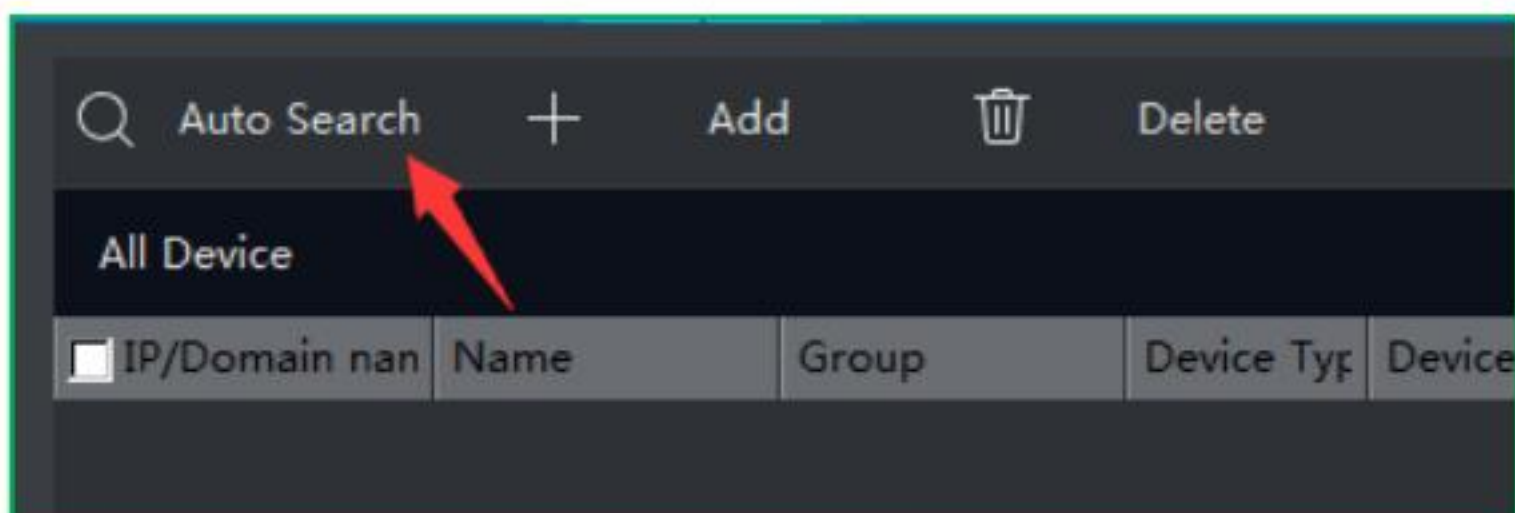 Auto Search Add Delete
All Device
IP/Domain nan Name Group Device Typ Device